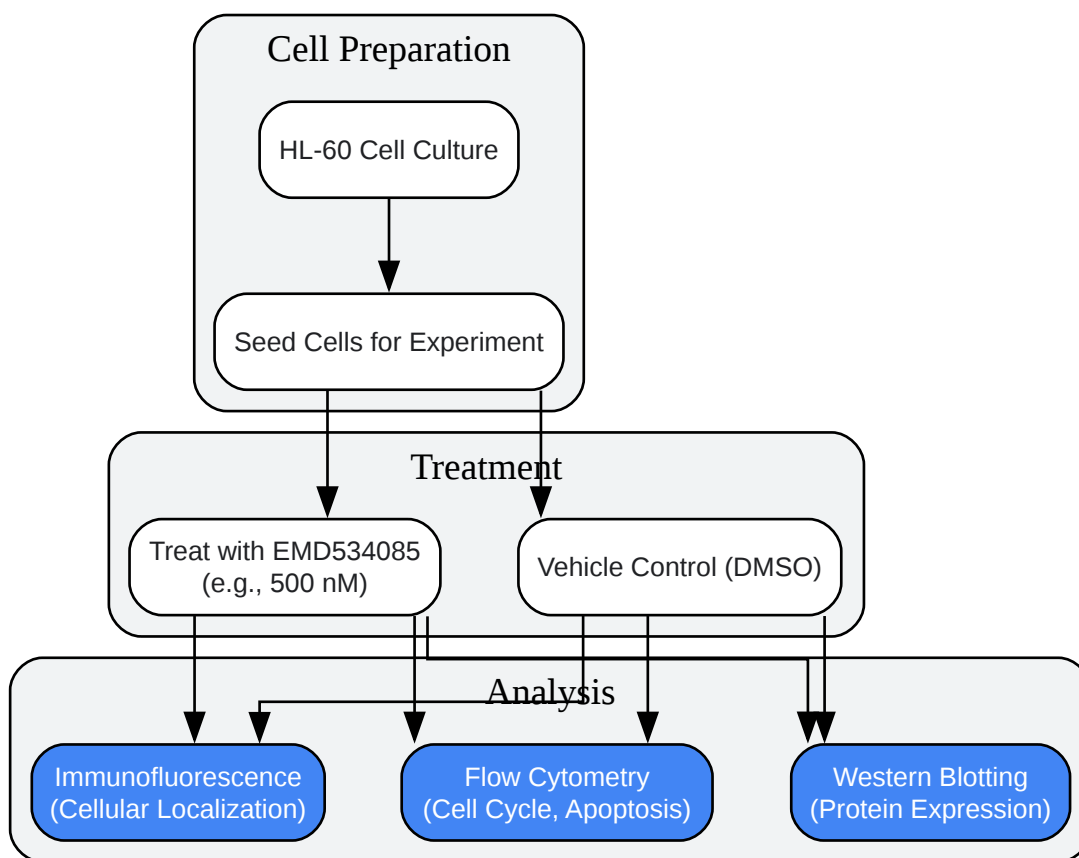 Cell Preparation
HL-60 Cell Culture
Seed Cells for Experiment
Treatment
Treat with EMD534085
(e.g., 500 nM)
Vehicle Control (DMSO)
Analysis
Immunofluorescence
(Cellular Localization)
Flow Cytometry
(Cell Cycle, Apoptosis)
Western Blotting
(Protein Expression)